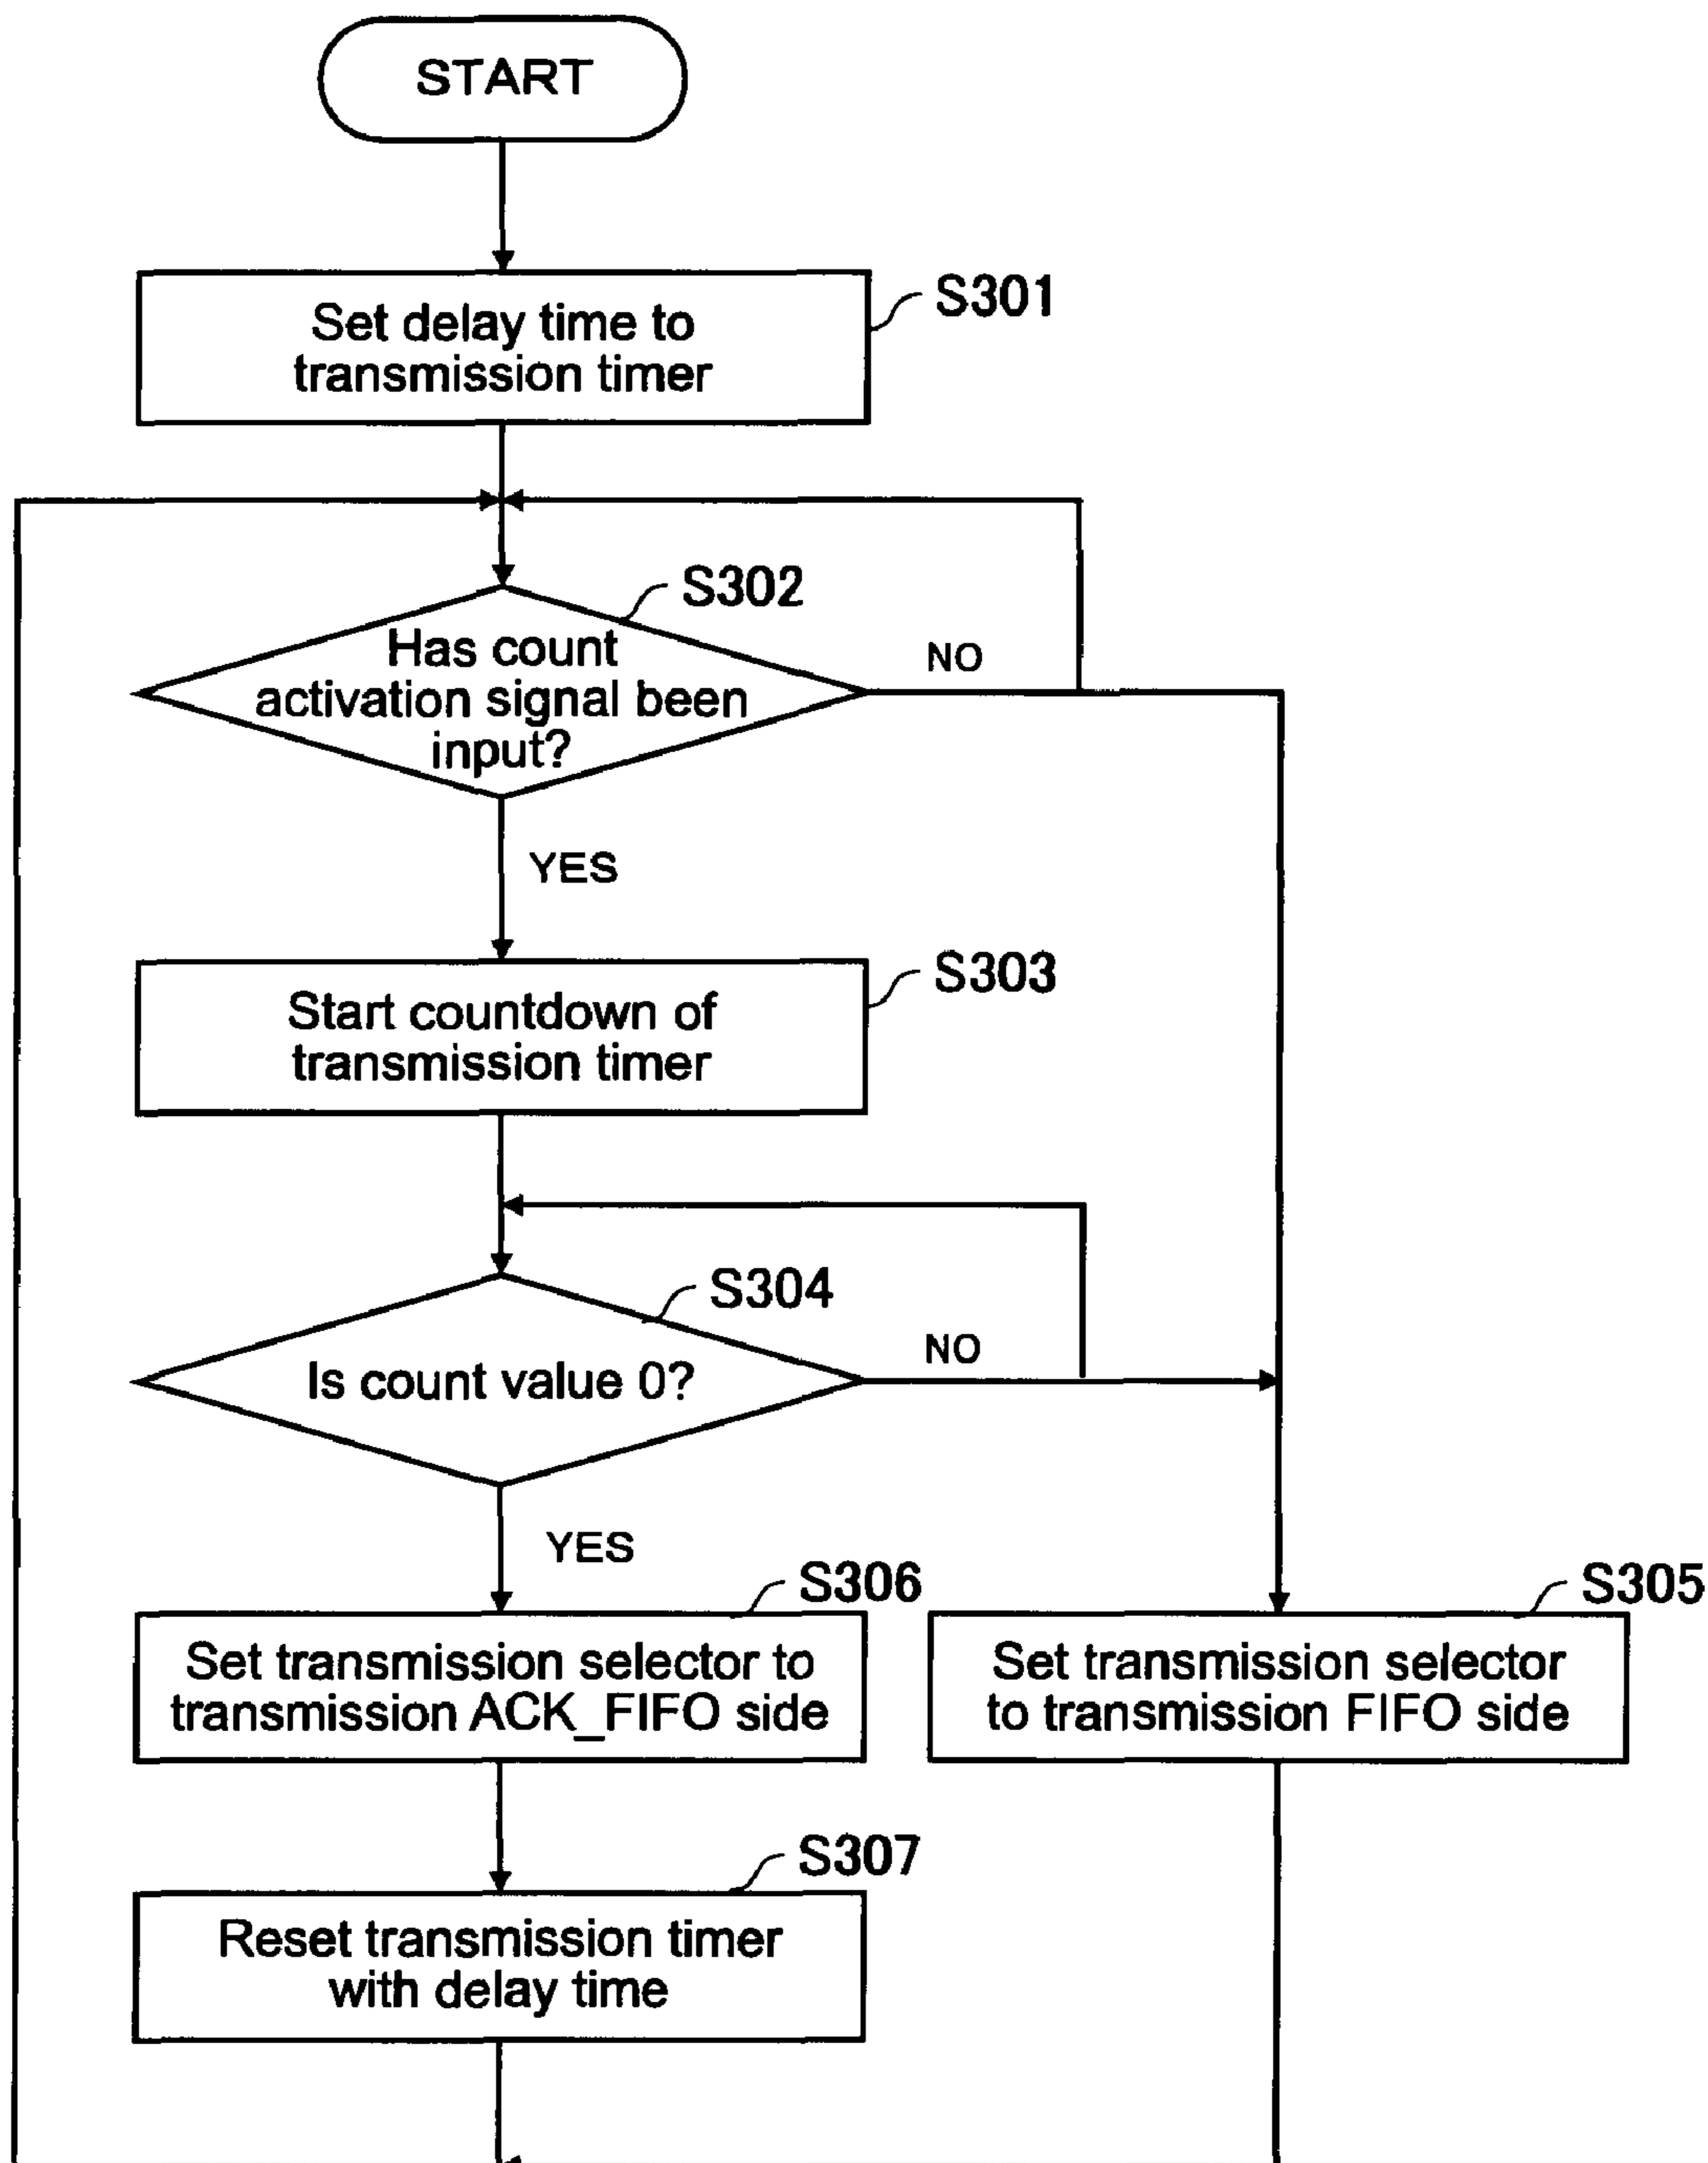 START
S301
Set delay time to
transmission timer
S302
Has count
activation signal been
input?
NO
YES
S303
Start countdown of
transmission timer
S304
Is count value 0?
NO
YES
S306
Set transmission selector to
transmission ACK_FIFO side
S305
Set transmission selector
to transmission FIFO side
S307
Reset transmission timer
with delay time